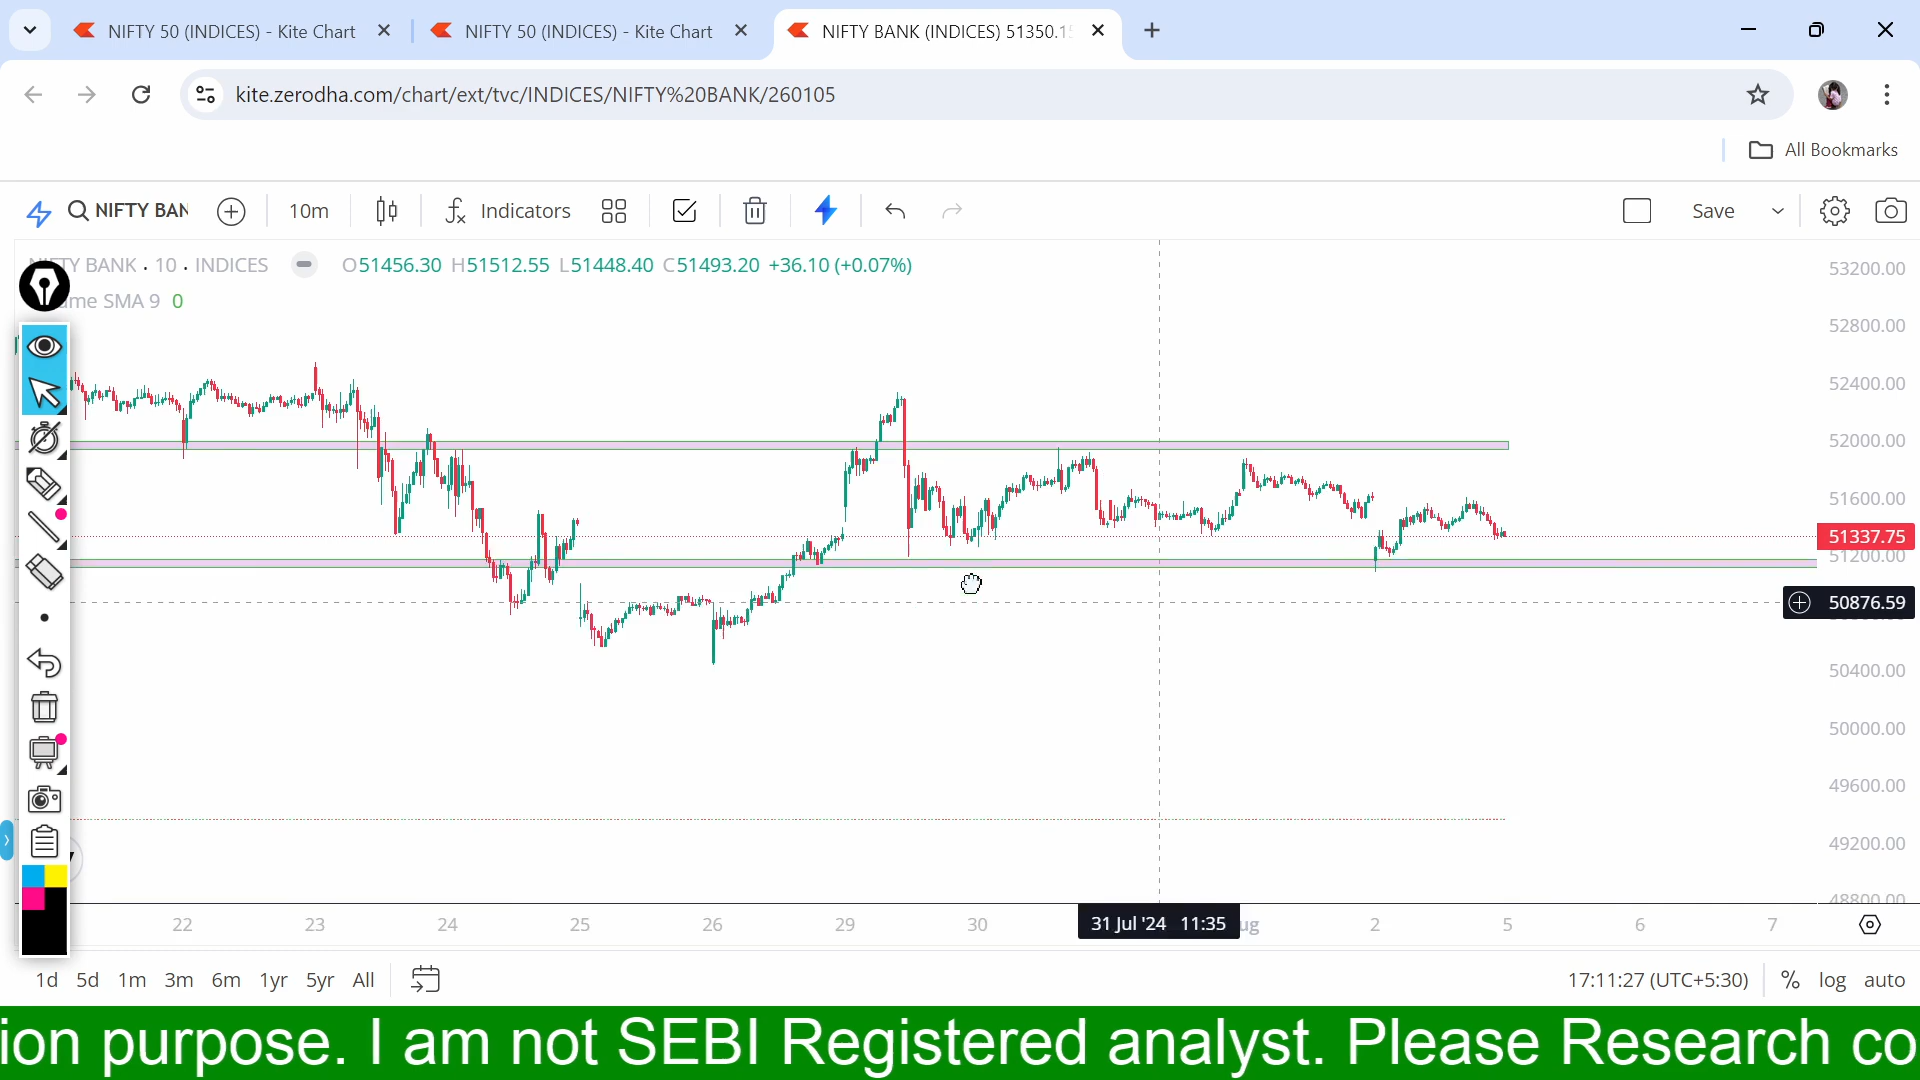 NIFTY 50 (INDICES) - Kite Chart
NIFTY 50 (INDICES) - Kite Chart
NIFTY BANK (INDICES) 51350.1
kite.zerodha.com/chart/ext/tvc/INDICES/NIFTY%20BANK/260105
All Bookmarks
NIFTY BAN
10m
Indicators
Save
BANK · 10 · INDICES O51456.30 H51512.55 L51448.40 C51493.20 +36.10 (+0.07%)
SMA 9 0
53200.00
52800.00
52400.00
52000.00
51600.00
51337.75
51200.00
50876.59
50400.00
50000.00
49600.00
49200.00
48800.00
22 23 24 25 26 29 30 31 Jul '24 11:35 ug 2 5 6 7
1d 5d 1m 3m 6m 1yr 5yr All
17:11:27 (UTC+5:30) % log auto
ion purpose. I am not SEBI Registered analyst. Please Research co